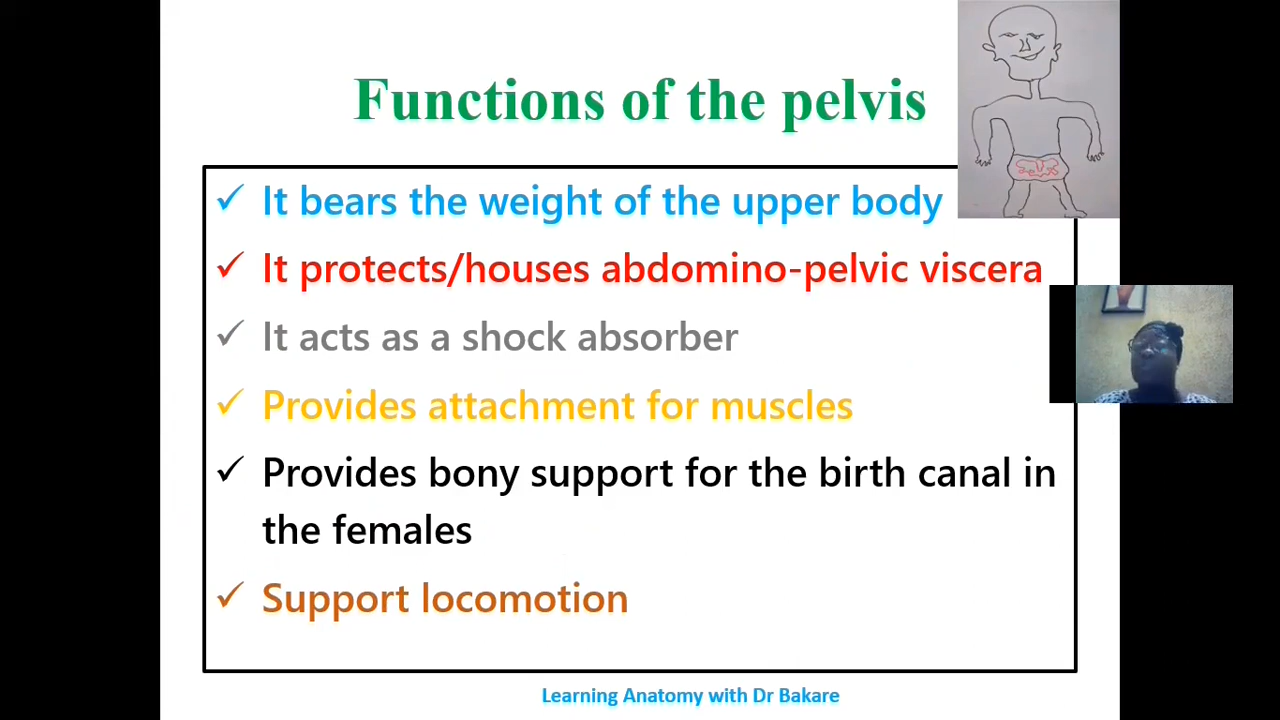 Functions of the pelvis
✓ It bears the weight of the upper body
✓ It protects/houses abdomino-pelvic viscera
✓ It acts as a shock absorber
✓ Provides attachment for muscles
✓ Provides bony support for the birth canal in
the females
✓ Support locomotion
Learning Anatomy with Dr Bakare